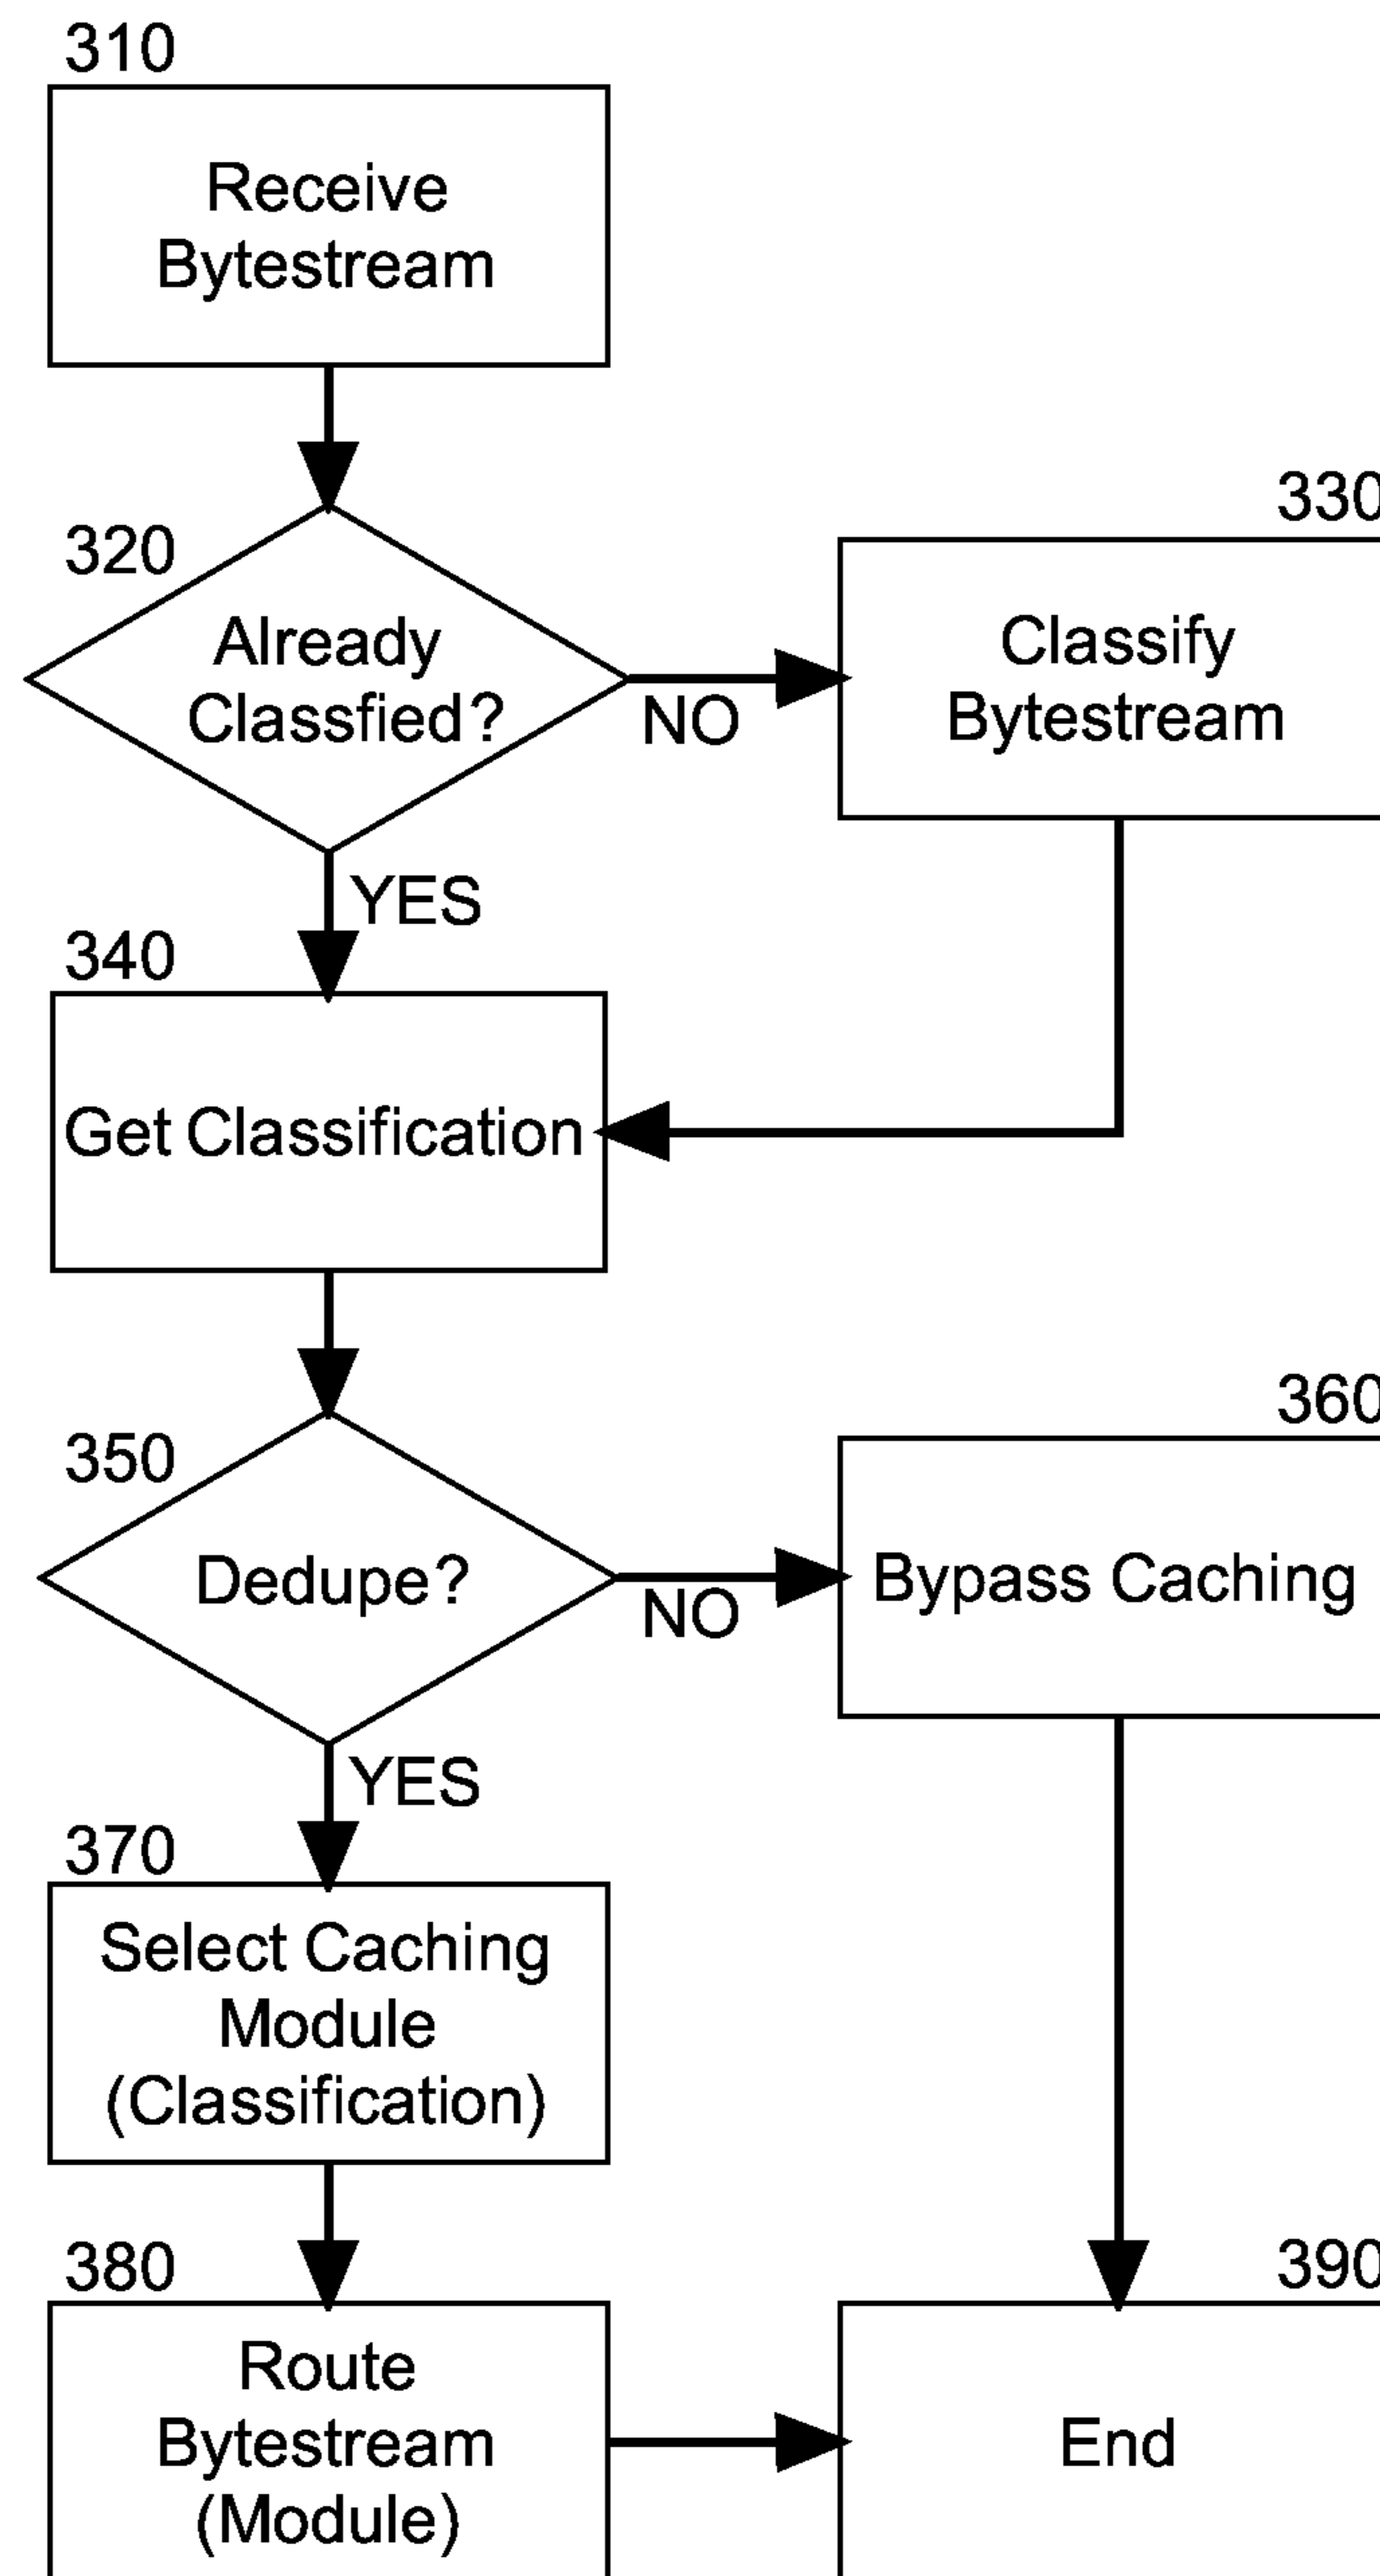 310
Receive
Bytestream
320
Already
Classfied?
NO
330
Classify
Bytestream
YES
340
Get Classification
350
Dedupe?
NO
360
Bypass Caching
YES
370
Select Caching
Module
(Classification)
380
Route
Bytestream
(Module)
390
End